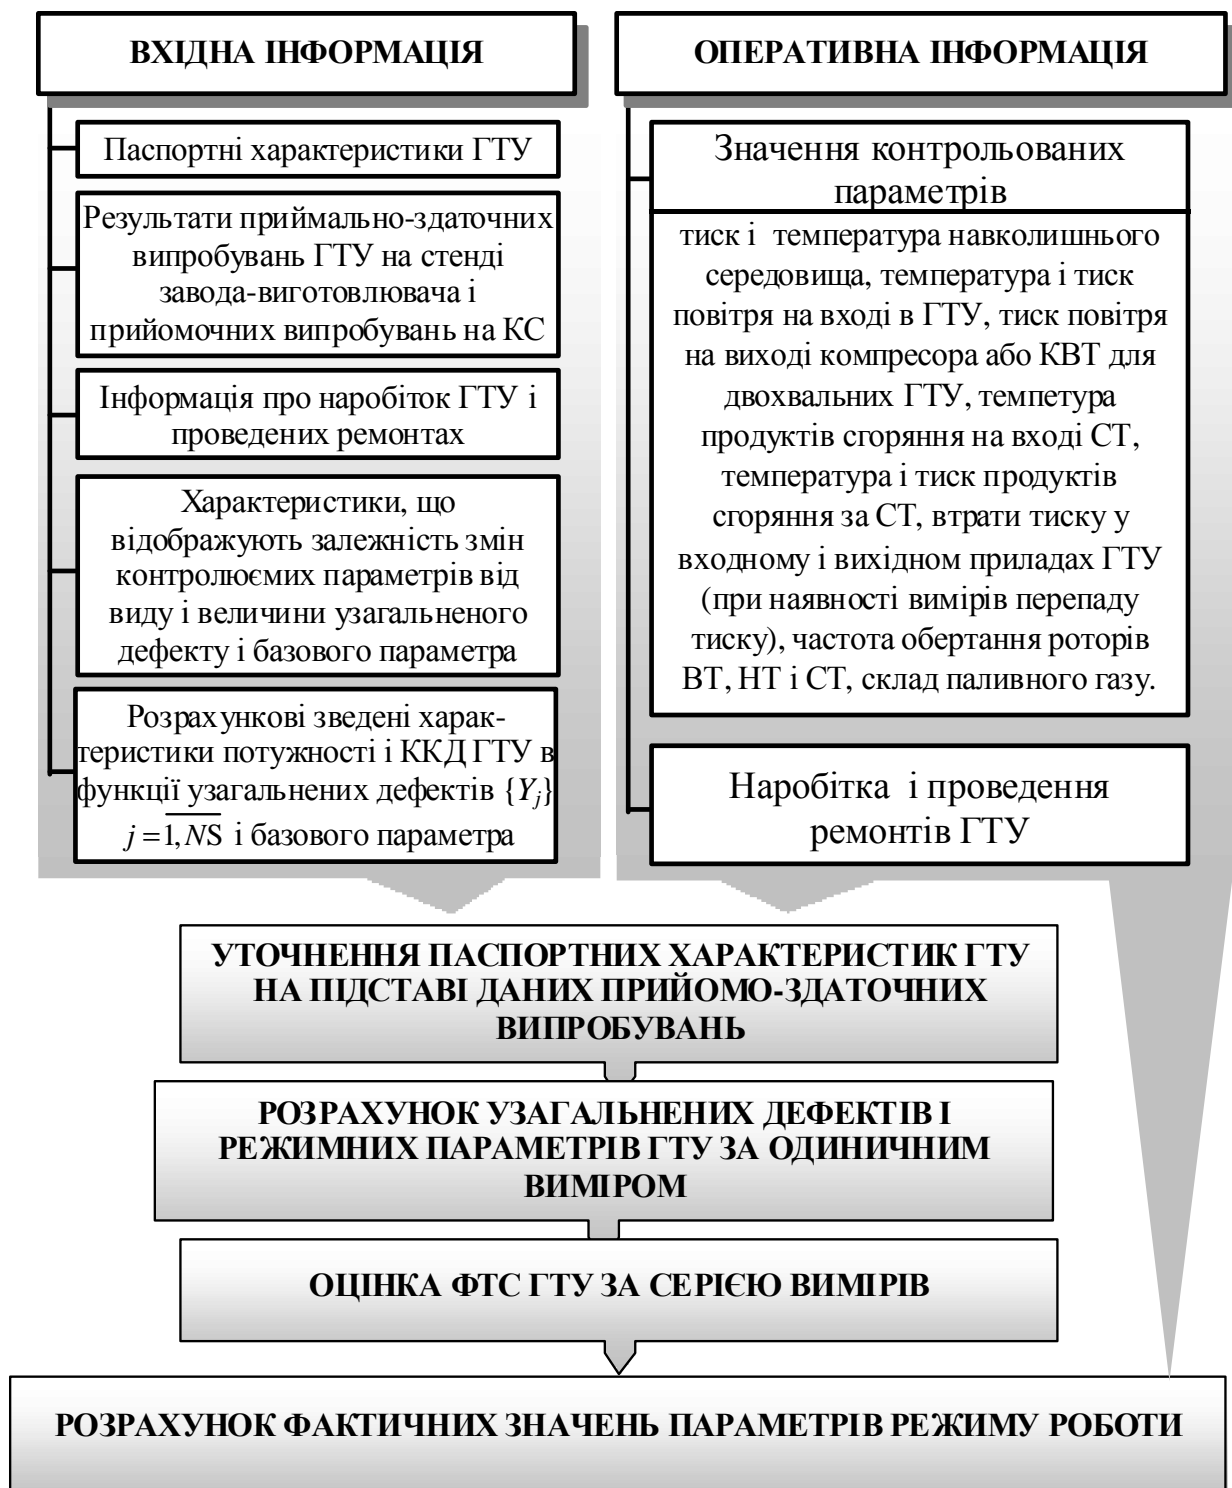 ВХІДНА ІНФОРМАЦІЯ
Паспортні характеристики ГТУ
Результати приймально-здаточних
випробувань ГТУ на стенді
завода-виготовлювача і
прийомочних випробувань на КС
Інформація про наробіток ГТУ і
проведених ремонтах
Характеристики, що
відображують залежність змін
контролюємих параметрів від
виду і величини узагальненого
дефекту і базового параметра
Розрахункові зведені харак-
теристики потужності і ККД ГТУ в
функції узагальнених дефектів {Yj}
j = 1, NS і базового параметра
ОПЕРАТИВНА ІНФОРМАЦІЯ
Значення контрольованих
параметрів
тиск і температура навколишнього
середовища, температура і тиск
повітря на вході в ГТУ, тиск повітря
на виході компресора або КВТ для
двохвальних ГТУ, темпетура
продуктів сгоряння на вході СТ,
температура і тиск продуктів
сгоряння за СТ, втрати тиску у
входному і вихідном приладах ГТУ
(при наявності вимірів перепаду
тиску), частота обертання роторів
ВТ, НТ і СТ, склад паливного газу.
Наробітка і проведення
ремонтів ГТУ
УТОЧНЕННЯ ПАСПОРТНИХ ХАРАКТЕРИСТИК ГТУ
НА ПІДСТАВІ ДАНИХ ПРИЙОМО-ЗДАТОЧНИХ
ВИПРОБУВАНЬ
РОЗРАХУНОК УЗАГАЛЬНЕНИХ ДЕФЕКТІВ І
РЕЖИМНИХ ПАРАМЕТРІВ ГТУ ЗА ОДИНИЧНИМ
ВИМІРОМ
ОЦІНКА ФТС ГТУ ЗА СЕРІЄЮ ВИМІРІВ
РОЗРАХУНОК ФАКТИЧНИХ ЗНАЧЕНЬ ПАРАМЕТРІВ РЕЖИМУ РОБОТИ